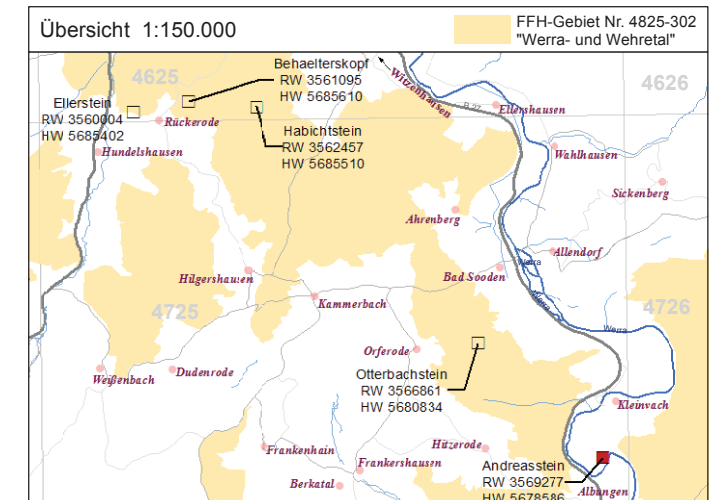 Übersicht 1:150.000
FFH-Gebiet Nr. 4825-302
"Werra- und Wehretal"
4625
Behaelterskopf
RW 3561095
HW 5685610
Witzenhausen
4626
Ellerstein
RW 3560004
HW 5685402
Rückerode
B 27
Ellershausen
Habichtstein
RW 3562457
HW 5685510
Hundelshausen
Wahlhausen
Sickenberg
Ahrenberg
Allendorf
Werra
Hilgershausen
Bad Sooden
Kammerbach
Werra
4725
4726
Werra
Orferode
Otterbachstein
RW 3566861
HW 5680834
Weißenbach
Dudenrode
Kleinvach
Frankenhain
Hitzerode
Frankershausen
Andreasstein
RW 3569277
HW 5678586
Berkatal
Albungen